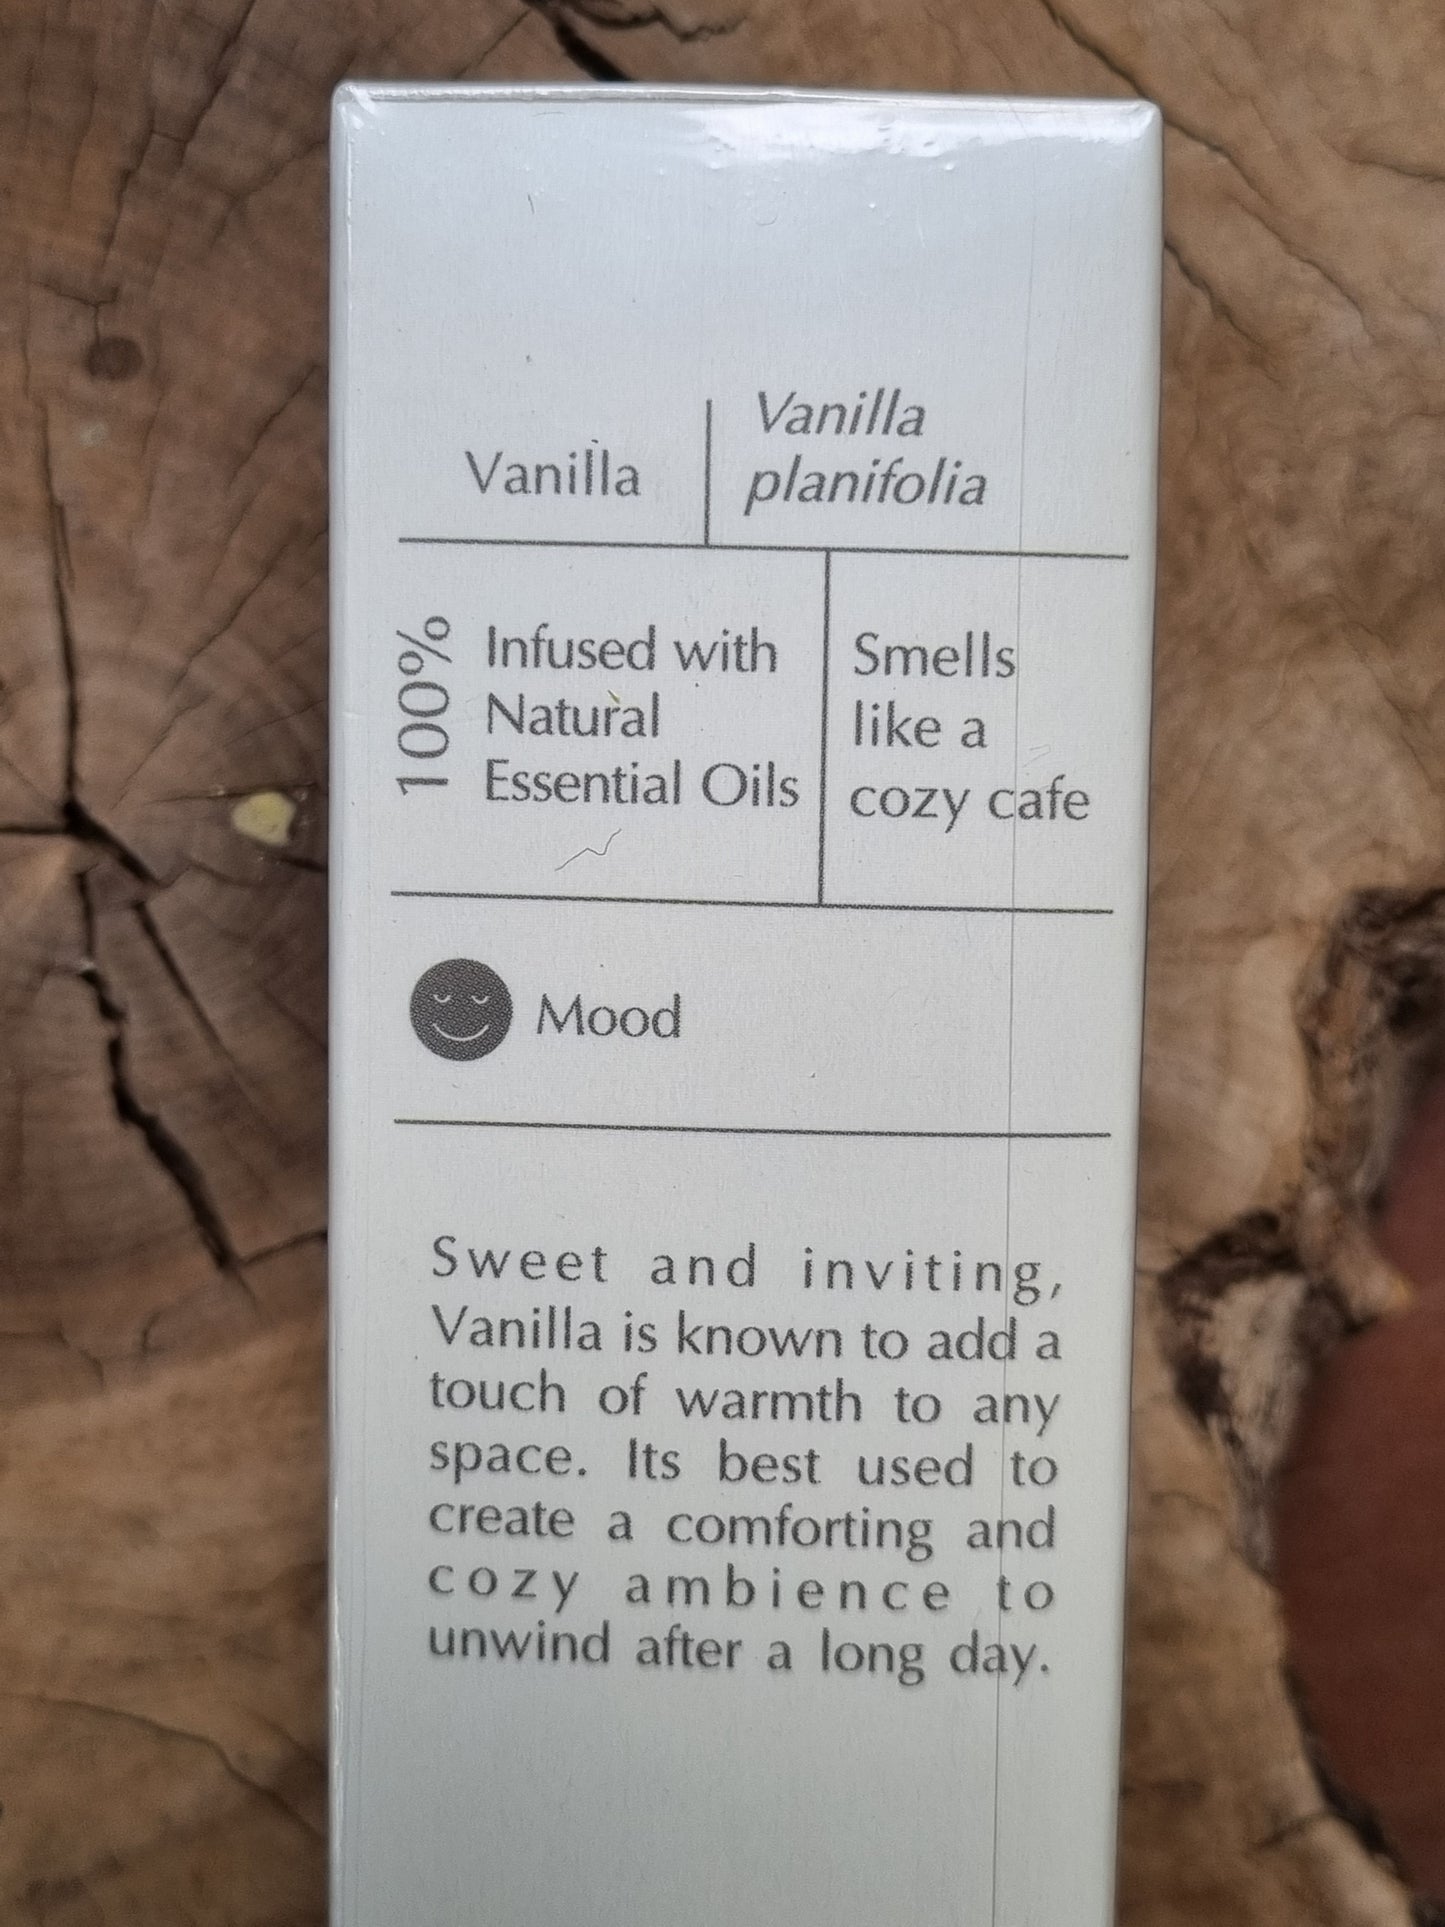 Vanilla
Vanilla
planifolia
100%
Infused with
Natural
Essential Oils
Smells
like a
cozy cafe
Mood
Sweet and inviting,
Vanilla is known to add a
touch of warmth to any
space. Its best used to
create a comforting and
cozy ambience to
unwind after a long day.